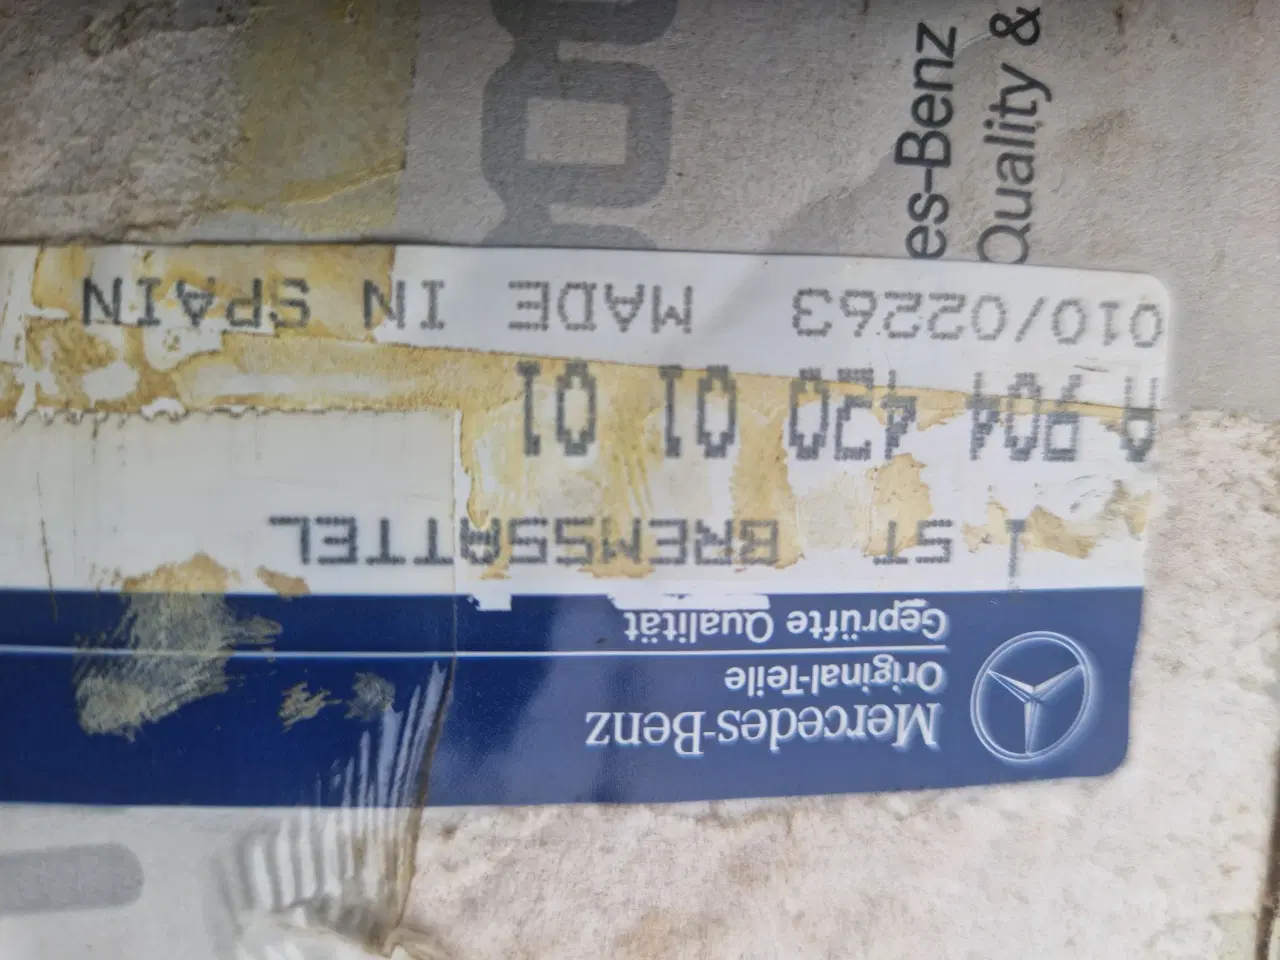 Mercedes-Benz
Original-Teile
Geprüfte Qualität
1 ST BREMSSATTEL
A 904 420 01 01
010/02263 MADE IN SPAIN
es-Benz
Quality &